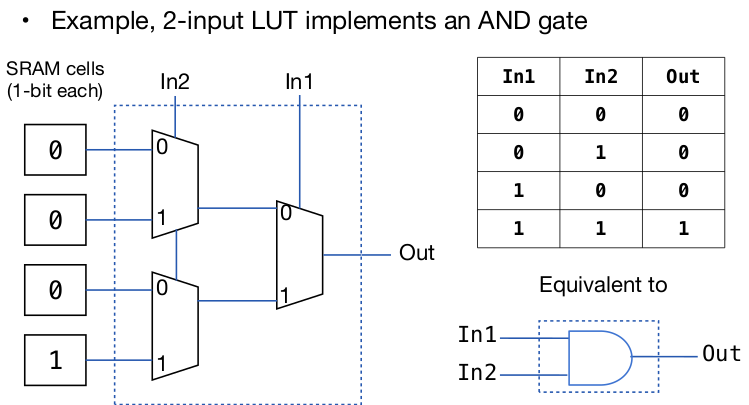 • Example, 2-input LUT implements an AND gate
SRAM cells
(1-bit each)
In2
In1
0
0
0
1
0
1
0
1
0
1
Out
In1 In2 Out
0 0 0
0 1 0
1 0 0
1 1 1
Equivalent to
In1
In2
Out